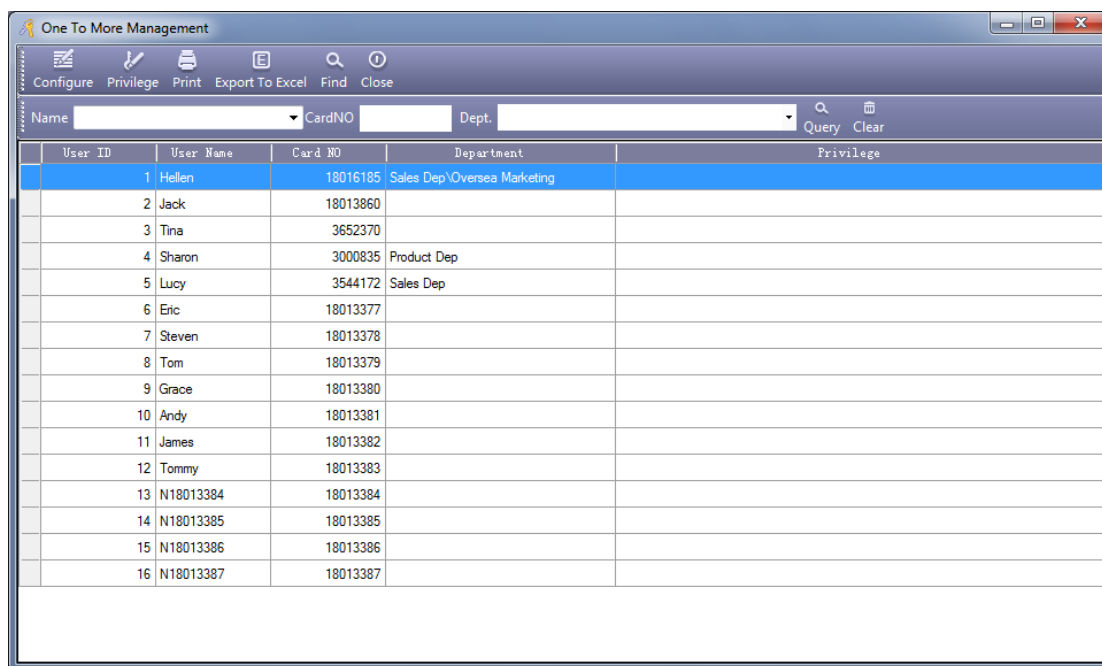 One To More Management
Configure Privilege Print Export To Excel Find Close
Name CardNO Dept. Query Clear
User ID User Name Card NO Department Privilege
1 Hellen 18016185 Sales Dep\Oversea Marketing
2 Jack 18013860
3 Tina 3652370
4 Sharon 3000835 Product Dep
5 Lucy 3544172 Sales Dep
6 Eric 18013377
7 Steven 18013378
8 Tom 18013379
9 Grace 18013380
10 Andy 18013381
11 James 18013382
12 Tommy 18013383
13 N18013384 18013384
14 N18013385 18013385
15 N18013386 18013386
16 N18013387 18013387